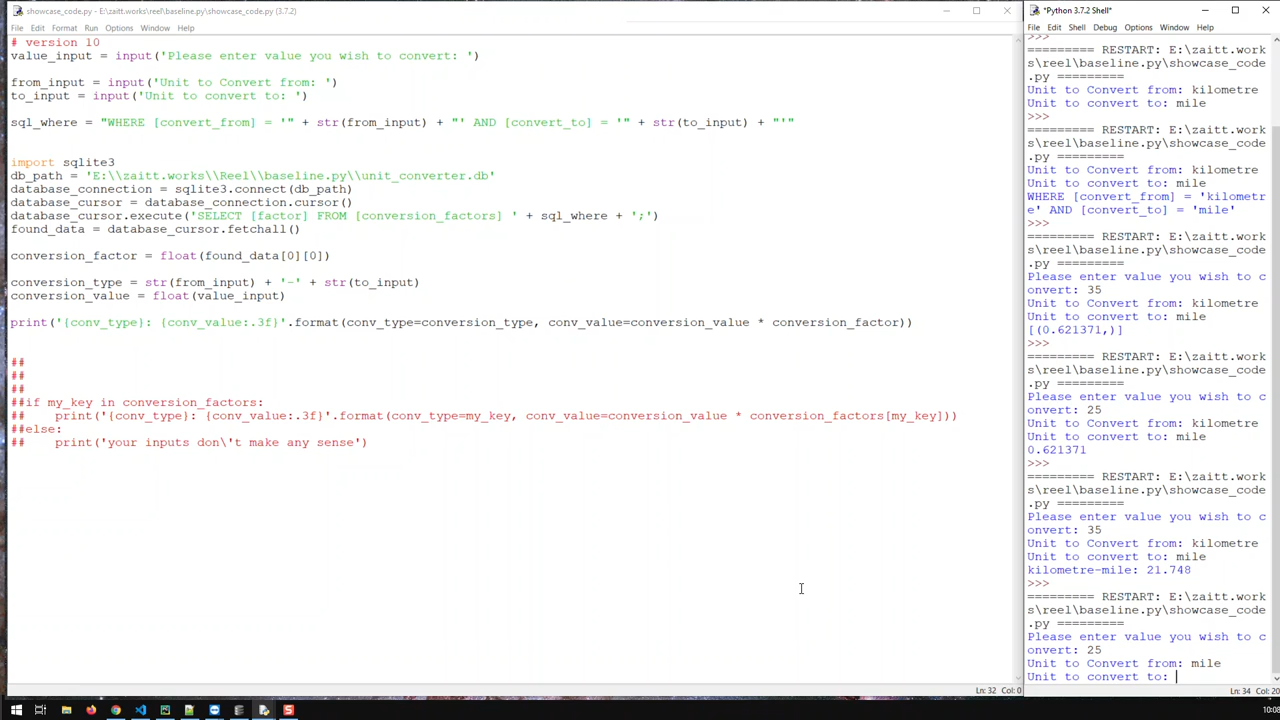 showcase_code.py - E:\zaitt.works\reel\baseline.py\showcase_code.py (3.7.2)
File Edit Format Run Options Window Help
# version 10
value_input = input('Please enter value you wish to convert: ')
from_input = input('Unit to Convert from: ')
to_input = input('Unit to convert to: ')
sql_where = "WHERE [convert_from] = '" + str(from_input) + "' AND [convert_to] = '" + str(to_input) + "'"
import sqlite3
db_path = 'E:\\zaitt.works\\Reel\\baseline.py\\unit_converter.db'
database_connection = sqlite3.connect(db_path)
database_cursor = database_connection.cursor()
database_cursor.execute('SELECT [factor] FROM [conversion_factors] ' + sql_where + ';')
found_data = database_cursor.fetchall()
conversion_factor = float(found_data[0][0])
conversion_type = str(from_input) + '-' + str(to_input)
conversion_value = float(value_input)
print('{conv_type}: {conv_value:.3f}'.format(conv_type=conversion_type, conv_value=conversion_value * conversion_factor))
##
##
##
##if my_key in conversion_factors:
##    print('{conv_type}: {conv_value:.3f}'.format(conv_type=my_key, conv_value=conversion_value * conversion_factors[my_key]))
##else:
##    print('your inputs don\'t make any sense')
Ln: 32 Col: 0
*Python 3.7.2 Shell*
File Edit Shell Debug Options Window Help
>>>
========= RESTART: E:\zaitt.work
s\reel\baseline.py\showcase_code
.py =========
Unit to Convert from: kilometre
Unit to convert to: mile
>>>
========= RESTART: E:\zaitt.work
s\reel\baseline.py\showcase_code
.py =========
Unit to Convert from: kilometre
Unit to convert to: mile
WHERE [convert_from] = 'kilometr
e' AND [convert_to] = 'mile'
>>>
========= RESTART: E:\zaitt.work
s\reel\baseline.py\showcase_code
.py =========
Please enter value you wish to c
onvert: 35
Unit to Convert from: kilometre
Unit to convert to: mile
[(0.621371,)]
>>>
========= RESTART: E:\zaitt.work
s\reel\baseline.py\showcase_code
.py =========
Please enter value you wish to c
onvert: 25
Unit to Convert from: kilometre
Unit to convert to: mile
0.621371
>>>
========= RESTART: E:\zaitt.work
s\reel\baseline.py\showcase_code
.py =========
Please enter value you wish to c
onvert: 35
Unit to Convert from: kilometre
Unit to convert to: mile
kilometre-mile: 21.748
>>>
========= RESTART: E:\zaitt.work
s\reel\baseline.py\showcase_code
.py =========
Please enter value you wish to c
onvert: 25
Unit to Convert from: mile
Unit to convert to:
Ln: 34 Col: 20